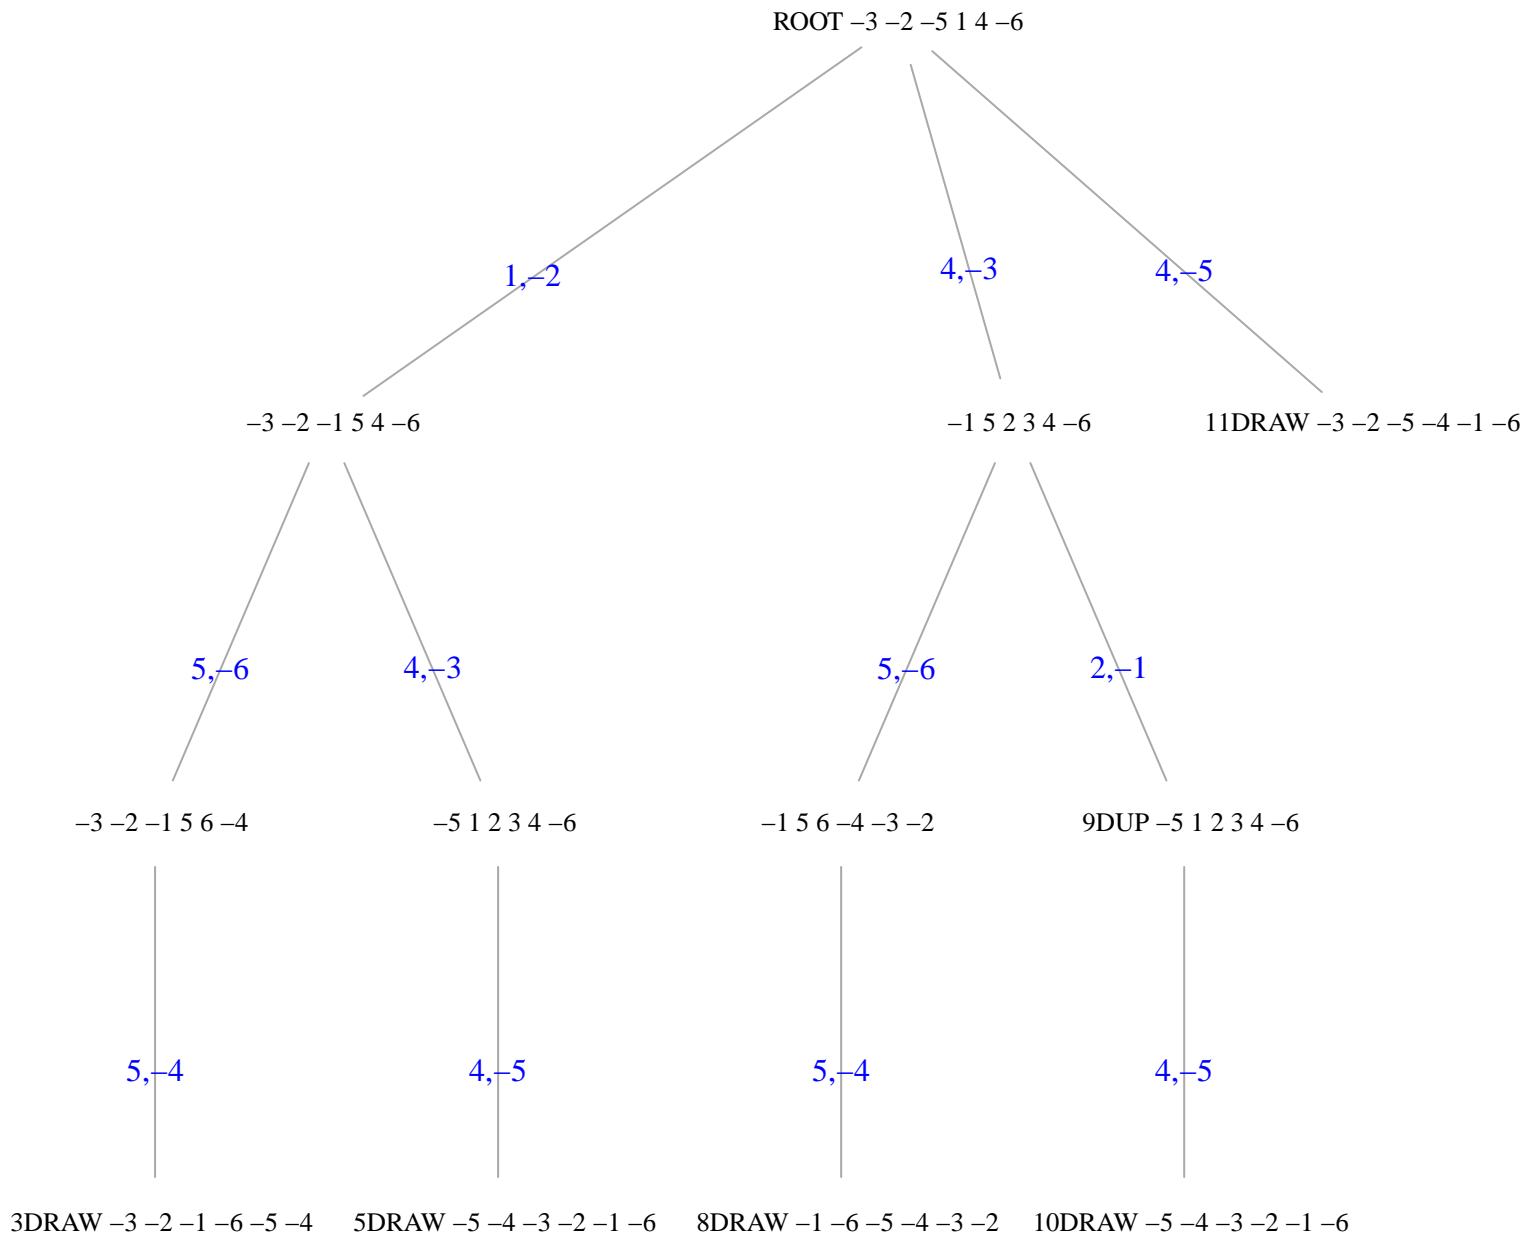 ROOT –3 –2 –5 1 4 –6
1,–2
4,–3
4,–5
–3 –2 –1 5 4 –6
–1 5 2 3 4 –6
11DRAW –3 –2 –5 –4 –1 –6
5,–6
4,–3
5,–6
2,–1
–3 –2 –1 5 6 –4
–5 1 2 3 4 –6
–1 5 6 –4 –3 –2
9DUP –5 1 2 3 4 –6
5,–4
4,–5
5,–4
4,–5
3DRAW –3 –2 –1 –6 –5 –4
5DRAW –5 –4 –3 –2 –1 –6
8DRAW –1 –6 –5 –4 –3 –2
10DRAW –5 –4 –3 –2 –1 –6